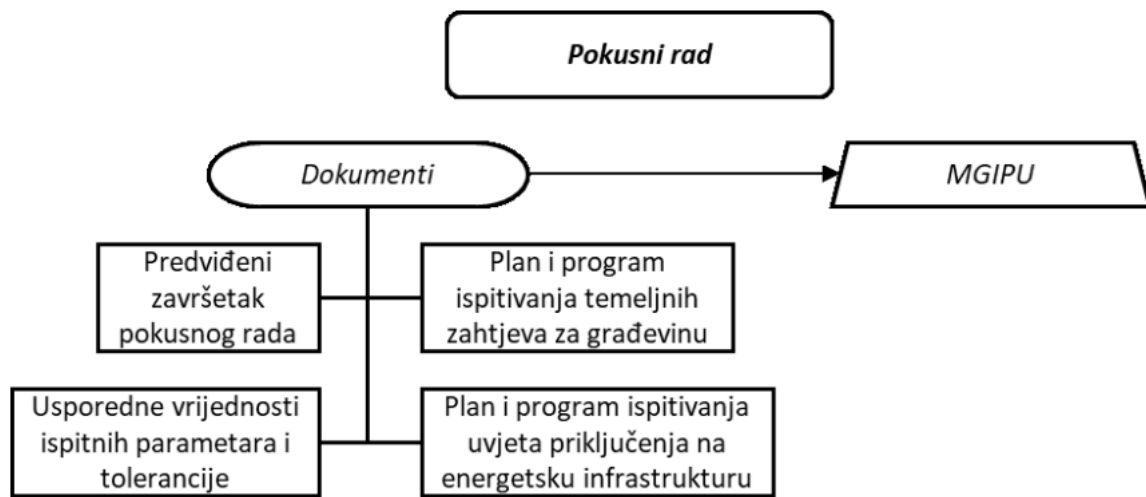 Pokusni rad
Dokumenti
MGIPU
Predviđeni
završetak
pokusnog rada
Plan i program
ispitivanja temeljnih
zahtjeva za građevinu
Usporedne vrijednosti
ispitnih parametara i
tolerancije
Plan i program ispitivanja
uvjeta priključenja na
energetsku infrastrukturu